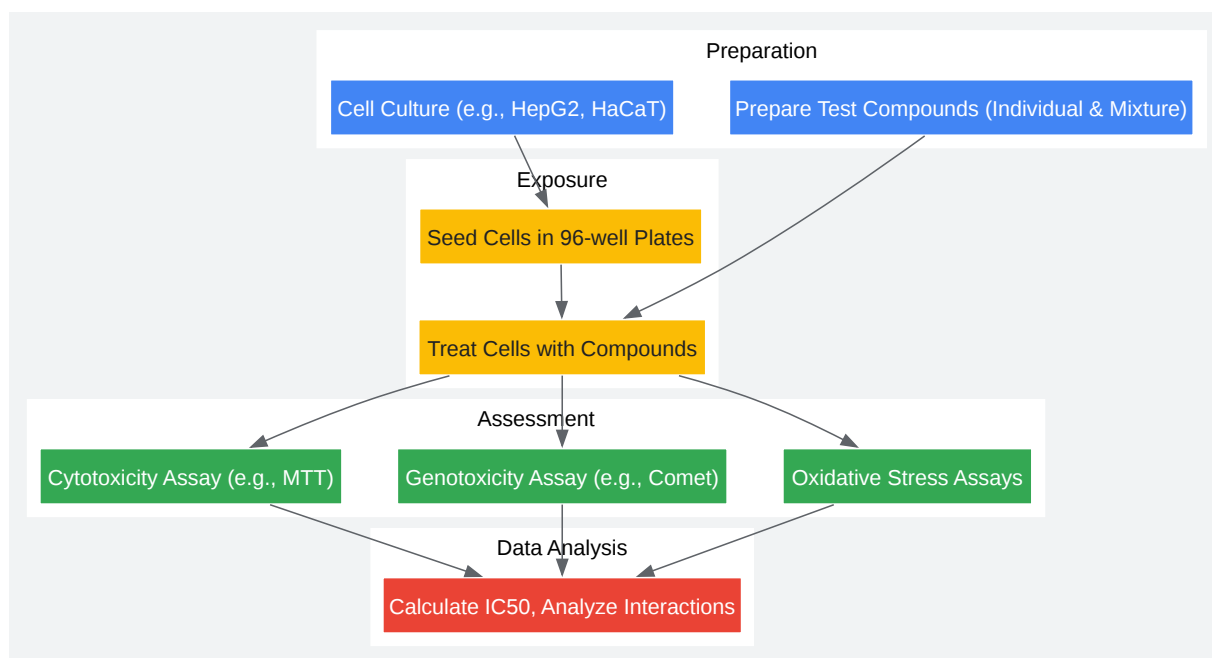 Preparation
Cell Culture (e.g., HepG2, HaCaT)
Prepare Test Compounds (Individual & Mixture)
Exposure
Seed Cells in 96-well Plates
Treat Cells with Compounds
Assessment
Cytotoxicity Assay (e.g., MTT)
Genotoxicity Assay (e.g., Comet)
Oxidative Stress Assays
Data Analysis
Calculate IC50, Analyze Interactions